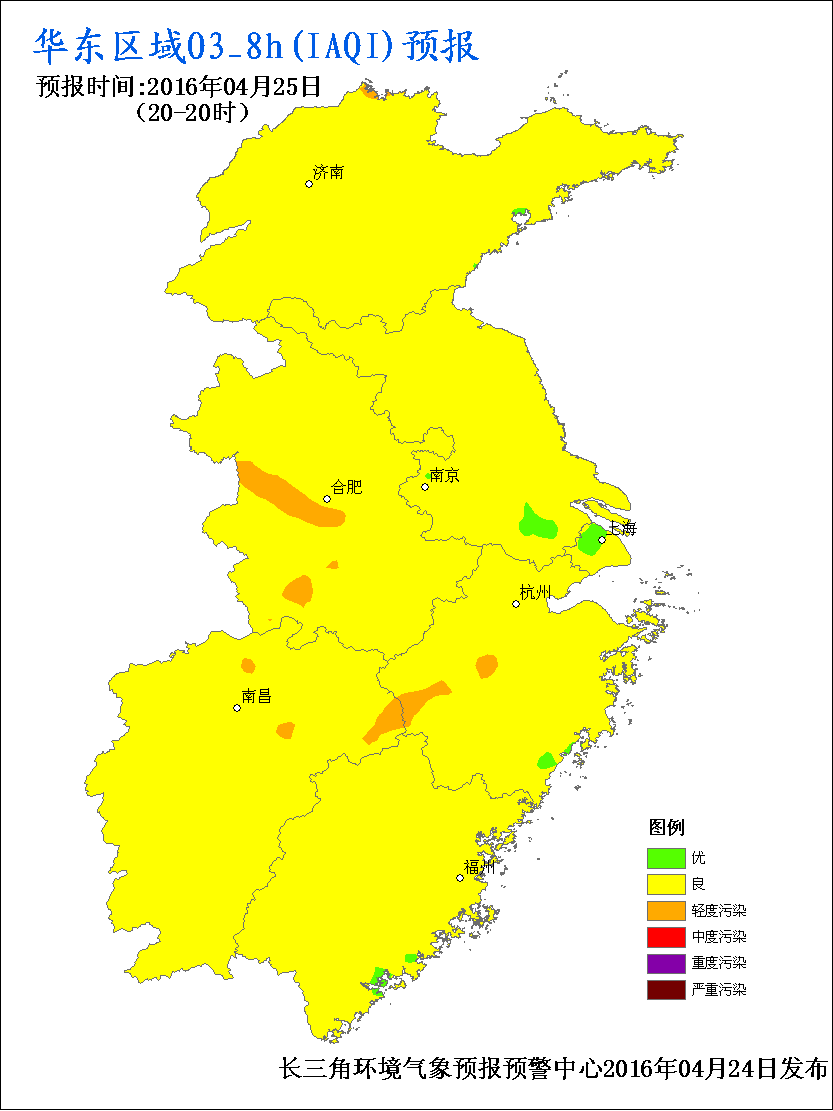 华东区域O3_8h(IAQI)预报
预报时间:2016年04月25日
(20-20时)
济南
合肥
南京
上海
杭州
南昌
福州
图例
优
良
轻度污染
中度污染
重度污染
严重污染
长三角环境气象预报预警中心2016年04月24日发布